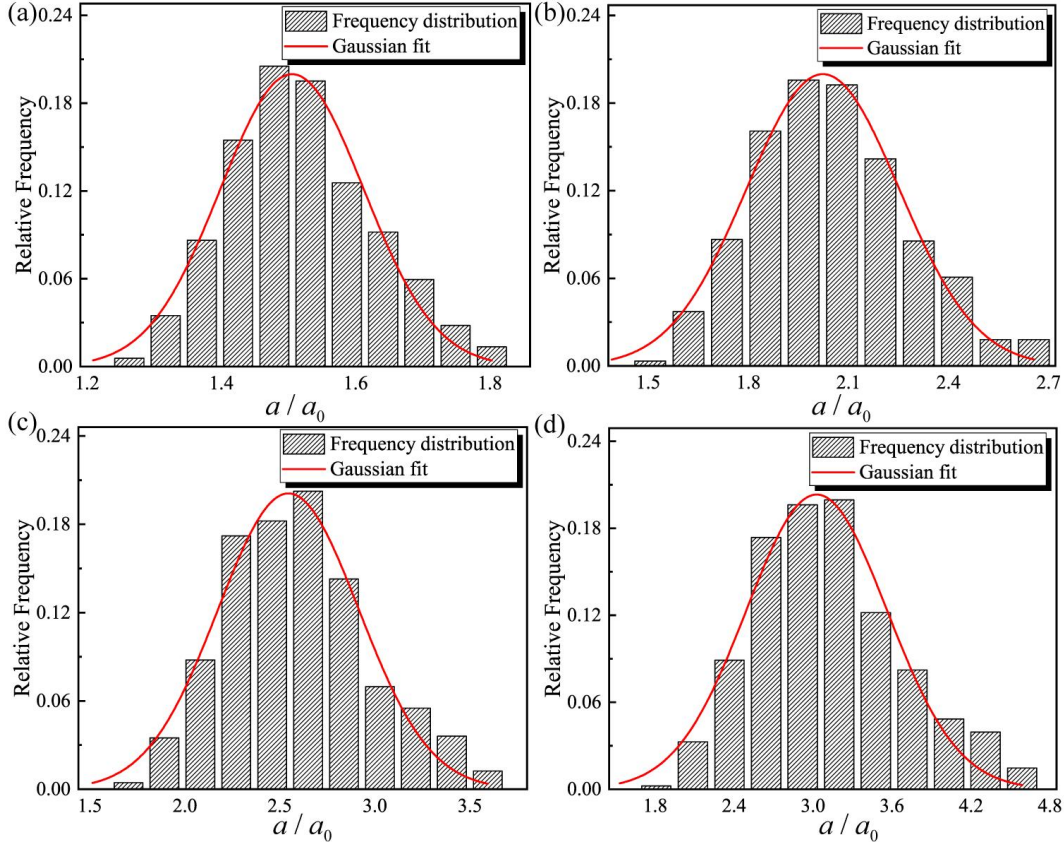 (a)
0.24
0.18
0.12
0.06
0.00
Relative Frequency
Frequency distribution
Gaussian fit
1.2 1.4 1.6 1.8
a / a0
(b)
0.24
0.18
0.12
0.06
0.00
Relative Frequency
Frequency distribution
Gaussian fit
1.5 1.8 2.1 2.4 2.7
a / a0
(c)
0.24
0.18
0.12
0.06
0.00
Relative Frequency
Frequency distribution
Gaussian fit
1.5 2.0 2.5 3.0 3.5
a / a0
(d)
0.24
0.18
0.12
0.06
0.00
Relative Frequency
Frequency distribution
Gaussian fit
1.8 2.4 3.0 3.6 4.2 4.8
a / a0